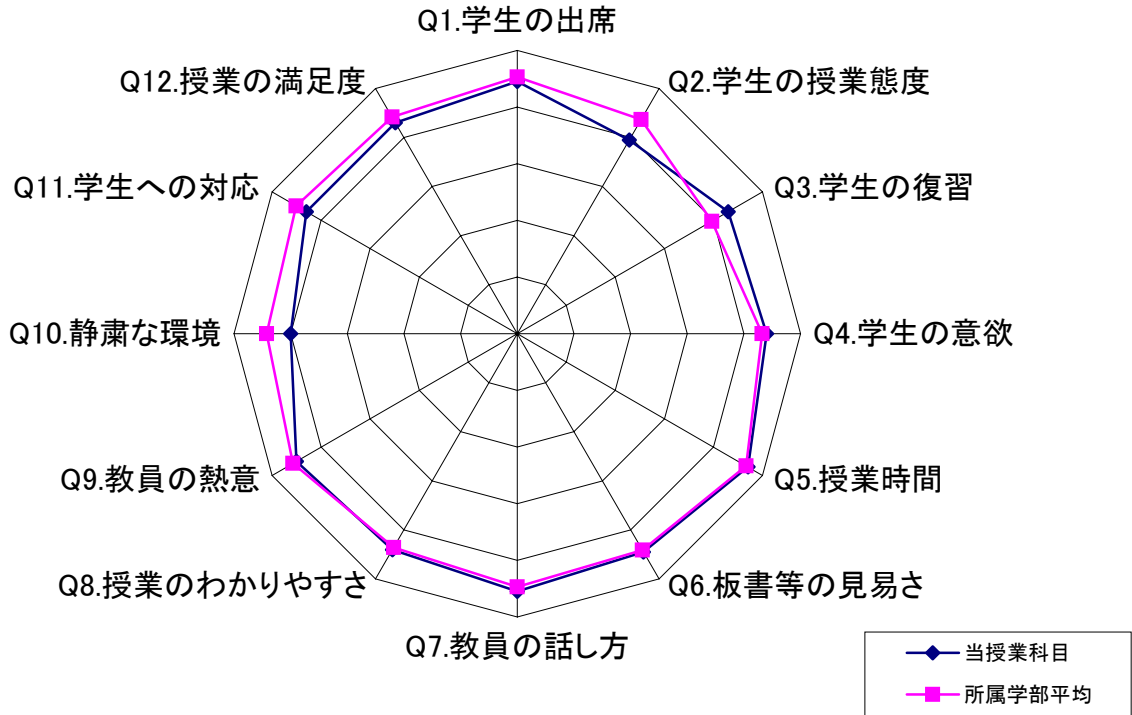 Q1.学生の出席
Q2.学生の授業態度
Q3.学生の復習
Q4.学生の意欲
Q5.授業時間
Q6.板書等の見易さ
Q7.教員の話し方
Q8.授業のわかりやすさ
Q9.教員の熱意
Q10.静粛な環境
Q11.学生への対応
Q12.授業の満足度
当授業科目
所属学部平均